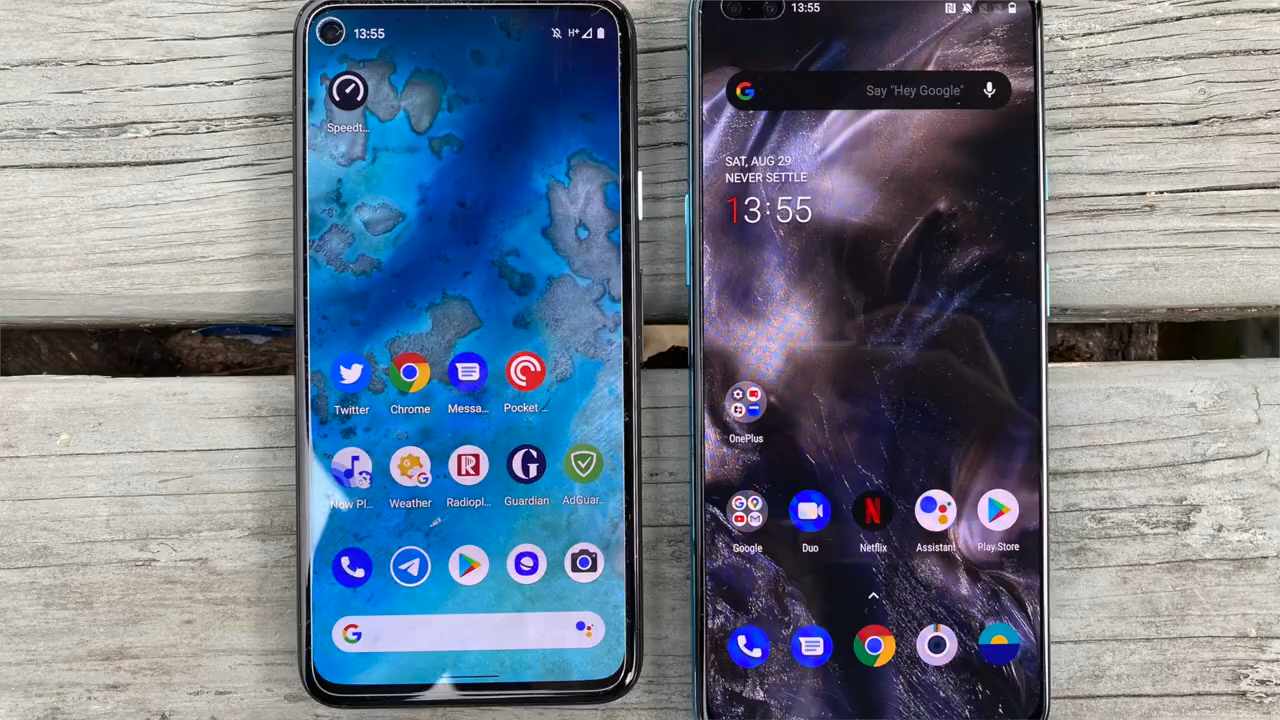 13:55
H+
Speedt...
Twitter
Chrome
Messa...
Pocket ...
Now Pl...
Weather
Radiopl...
Guardian
AdGuar..
13:55
Say "Hey Google"
SAT, AUG 29
NEVER SETTLE
13:55
OnePlus
Google
Duo
Netflix
Assistant
Play Store